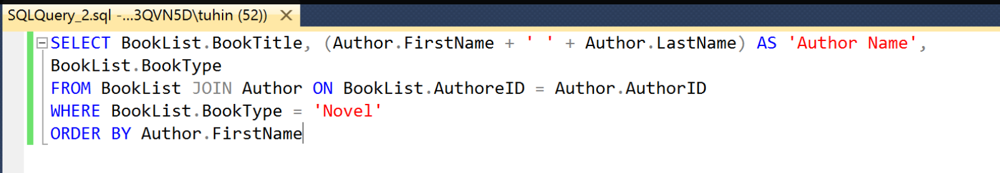 SQLQuery_2.sql -...3QVN5D\tuhin (52))
SELECT BookList.BookTitle, (Author.FirstName + ' ' + Author.LastName) AS 'Author Name',
BookList.BookType
FROM BookList JOIN Author ON BookList.AuthoreID = Author.AuthorID
WHERE BookList.BookType = 'Novel'
ORDER BY Author.FirstName